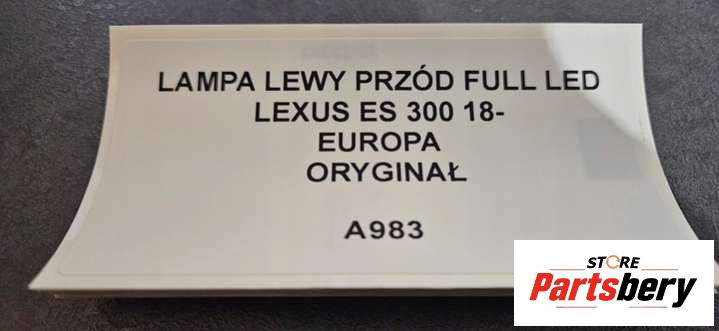 LAMPA LEWY PRZÓD FULL LED
LEXUS ES 300 18-
EUROPA
ORYGINAŁ
A983
STORE
Partsbery